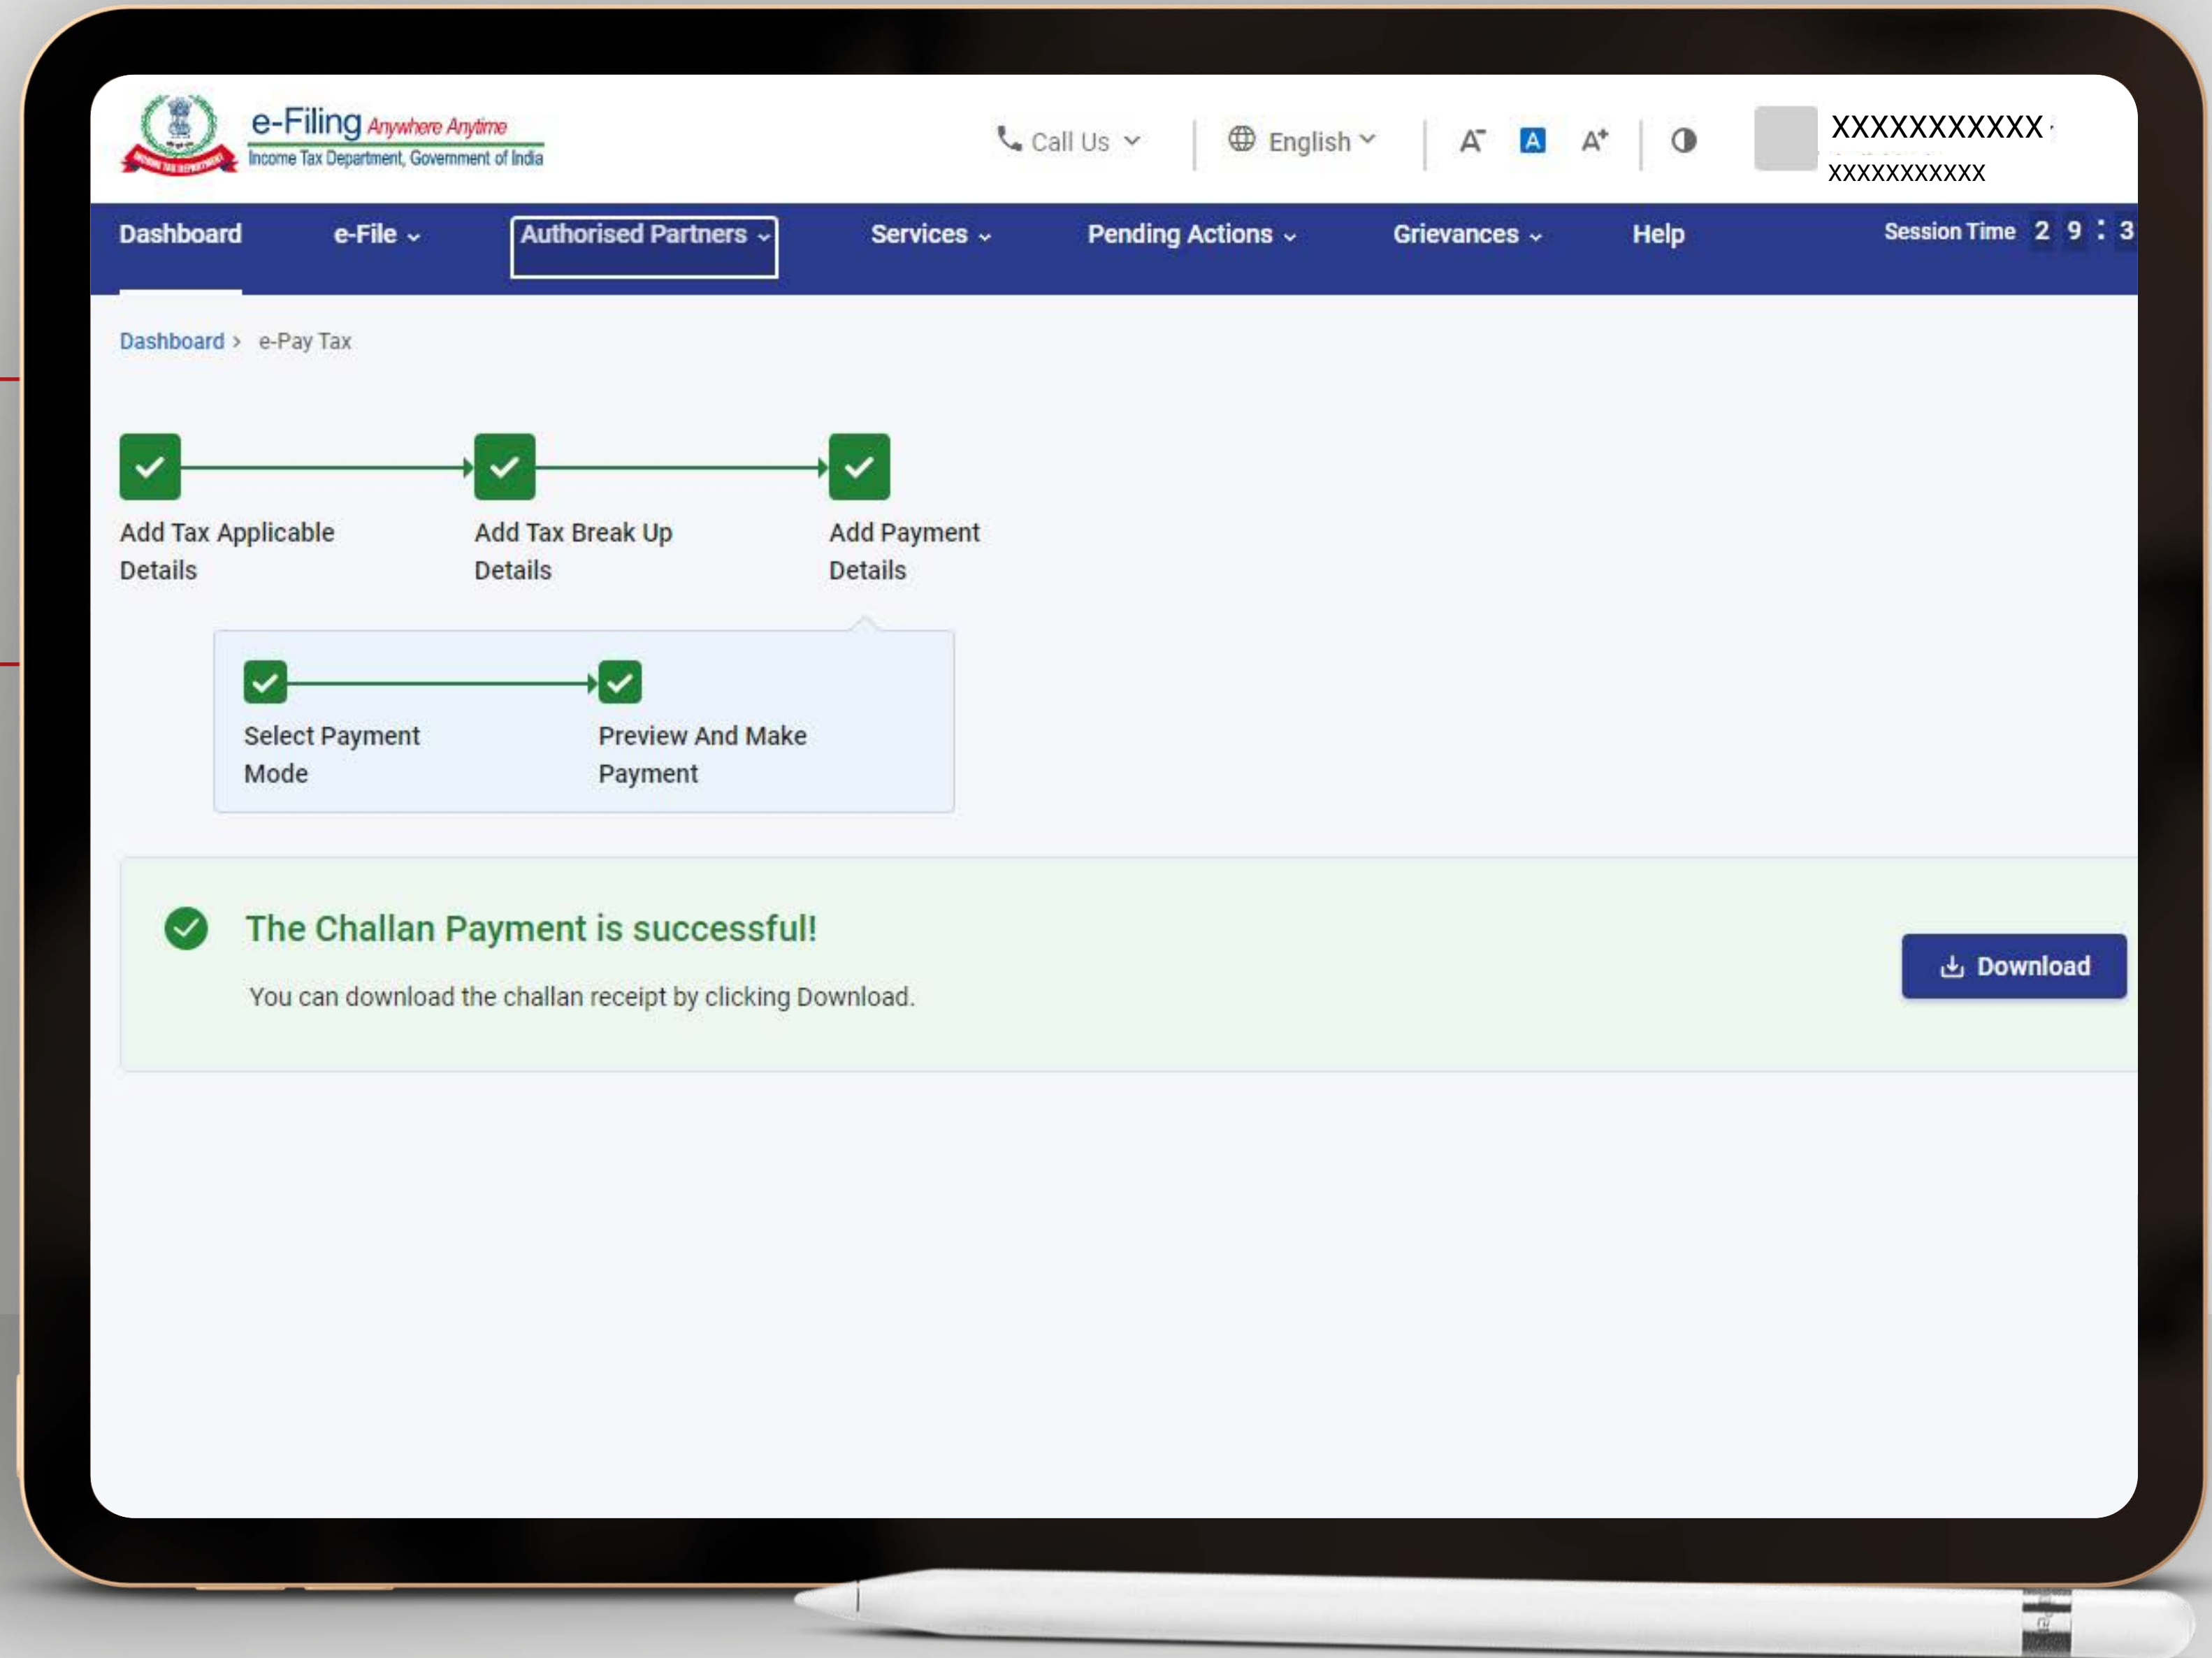 e-Filing Anywhere Anytime
Income Tax Department, Government of India
INCOME TAX DEPARTMENT
Call Us
English
A-
A
A+
XXXXXXXXXXX
XXXXXXXXXXX
Dashboard e-File Authorised Partners Services Pending Actions Grievances Help Session Time 2 9 : 3
Dashboard > e-Pay Tax
Add Tax Applicable
Details
Add Tax Break Up
Details
Add Payment
Details
Select Payment
Mode
Preview And Make
Payment
The Challan Payment is successful!
You can download the challan receipt by clicking Download.
Download